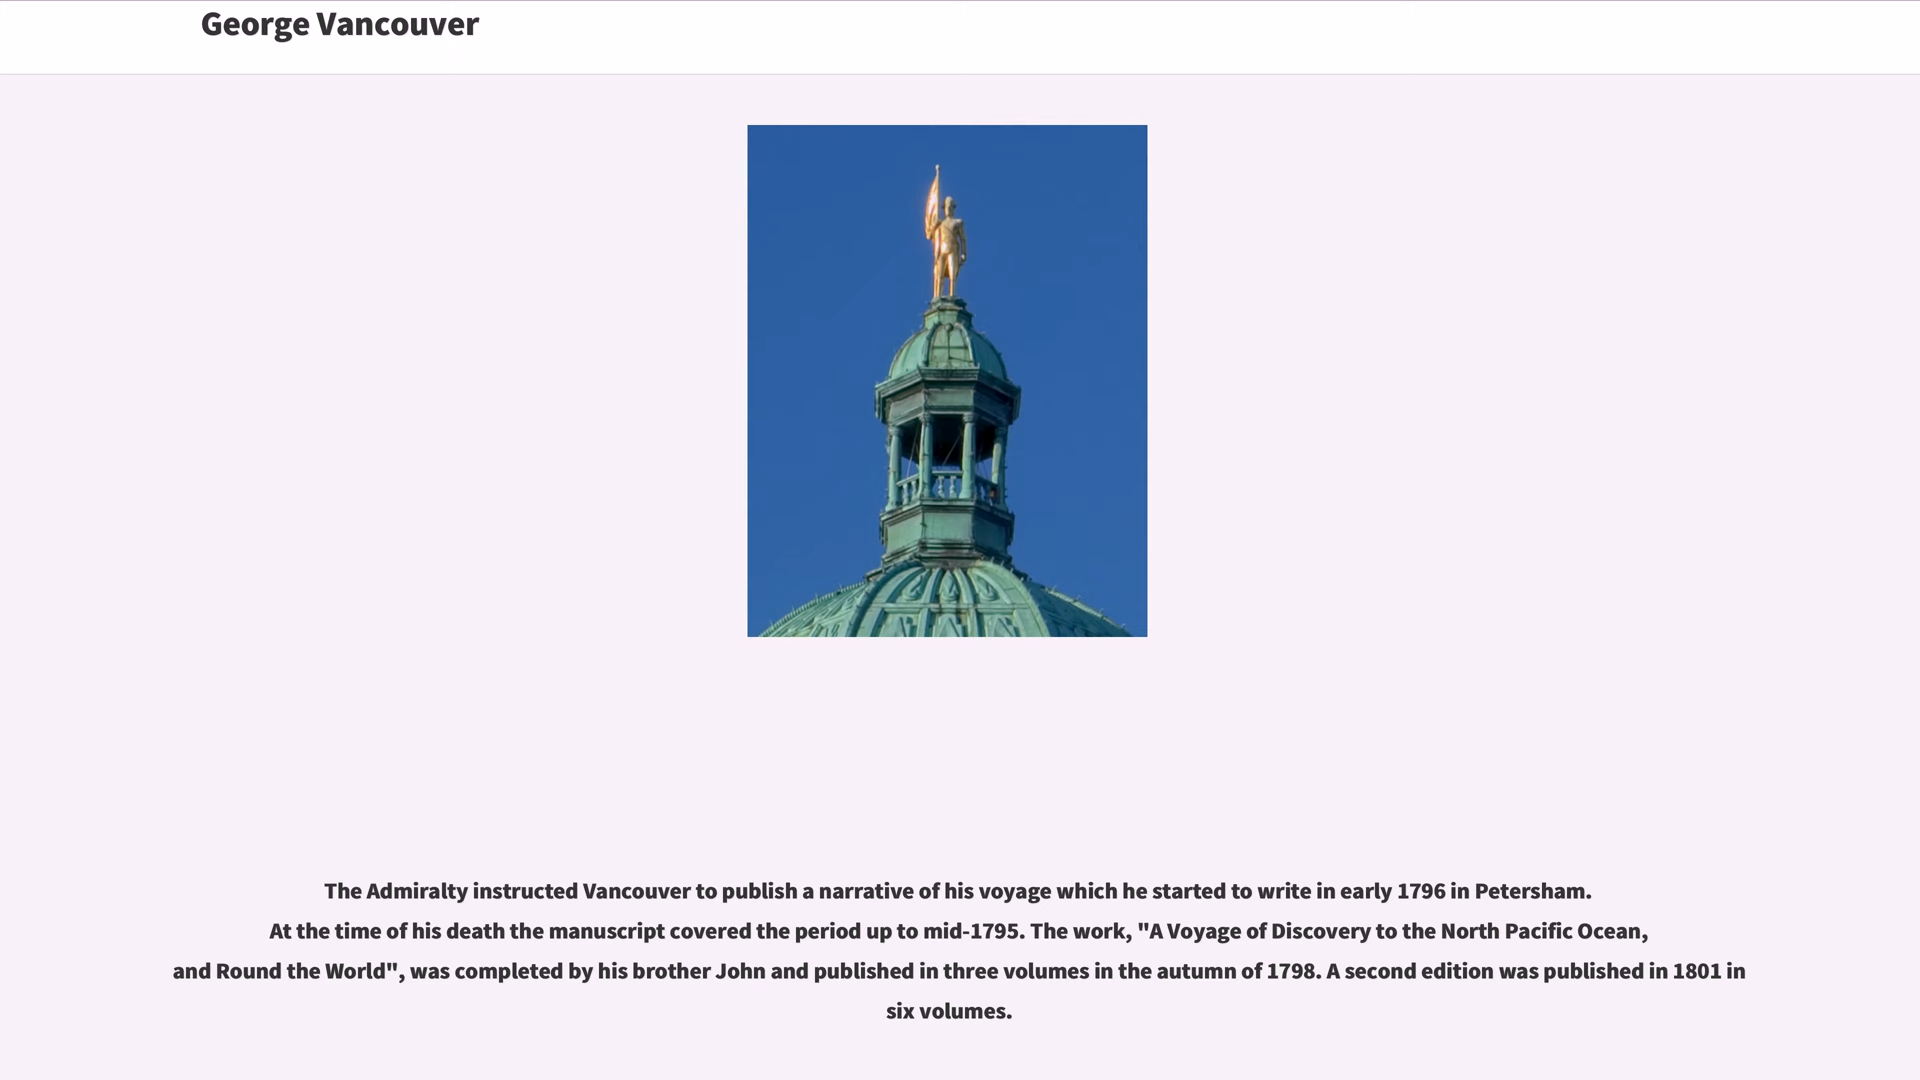 George Vancouver
The Admiralty instructed Vancouver to publish a narrative of his voyage which he started to write in early 1796 in Petersham.
At the time of his death the manuscript covered the period up to mid-1795. The work, "A Voyage of Discovery to the North Pacific Ocean,
and Round the World", was completed by his brother John and published in three volumes in the autumn of 1798. A second edition was published in 1801 in
six volumes.